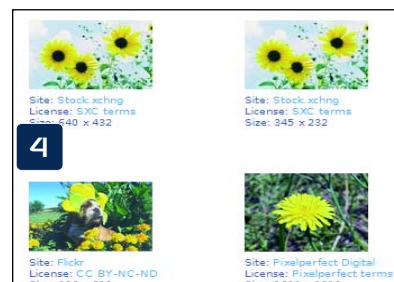 Site: Stock.xchng
License: SXC terms
Size: 640 x 432
Site: Stock.xchng
License: SXC terms
Size: 345 x 232
4
Site: Flickr
License: CC BY-NC-ND
Site: Pixelperfect Digital
License: Pixelperfect terms